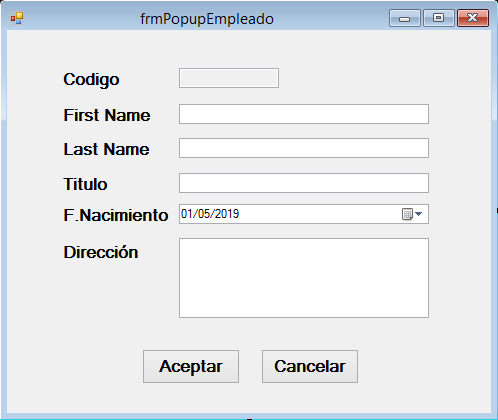 frmPopupEmpleado
Codigo
First Name
Last Name
Titulo
F.Nacimiento 01/05/2019
Dirección
Aceptar Cancelar